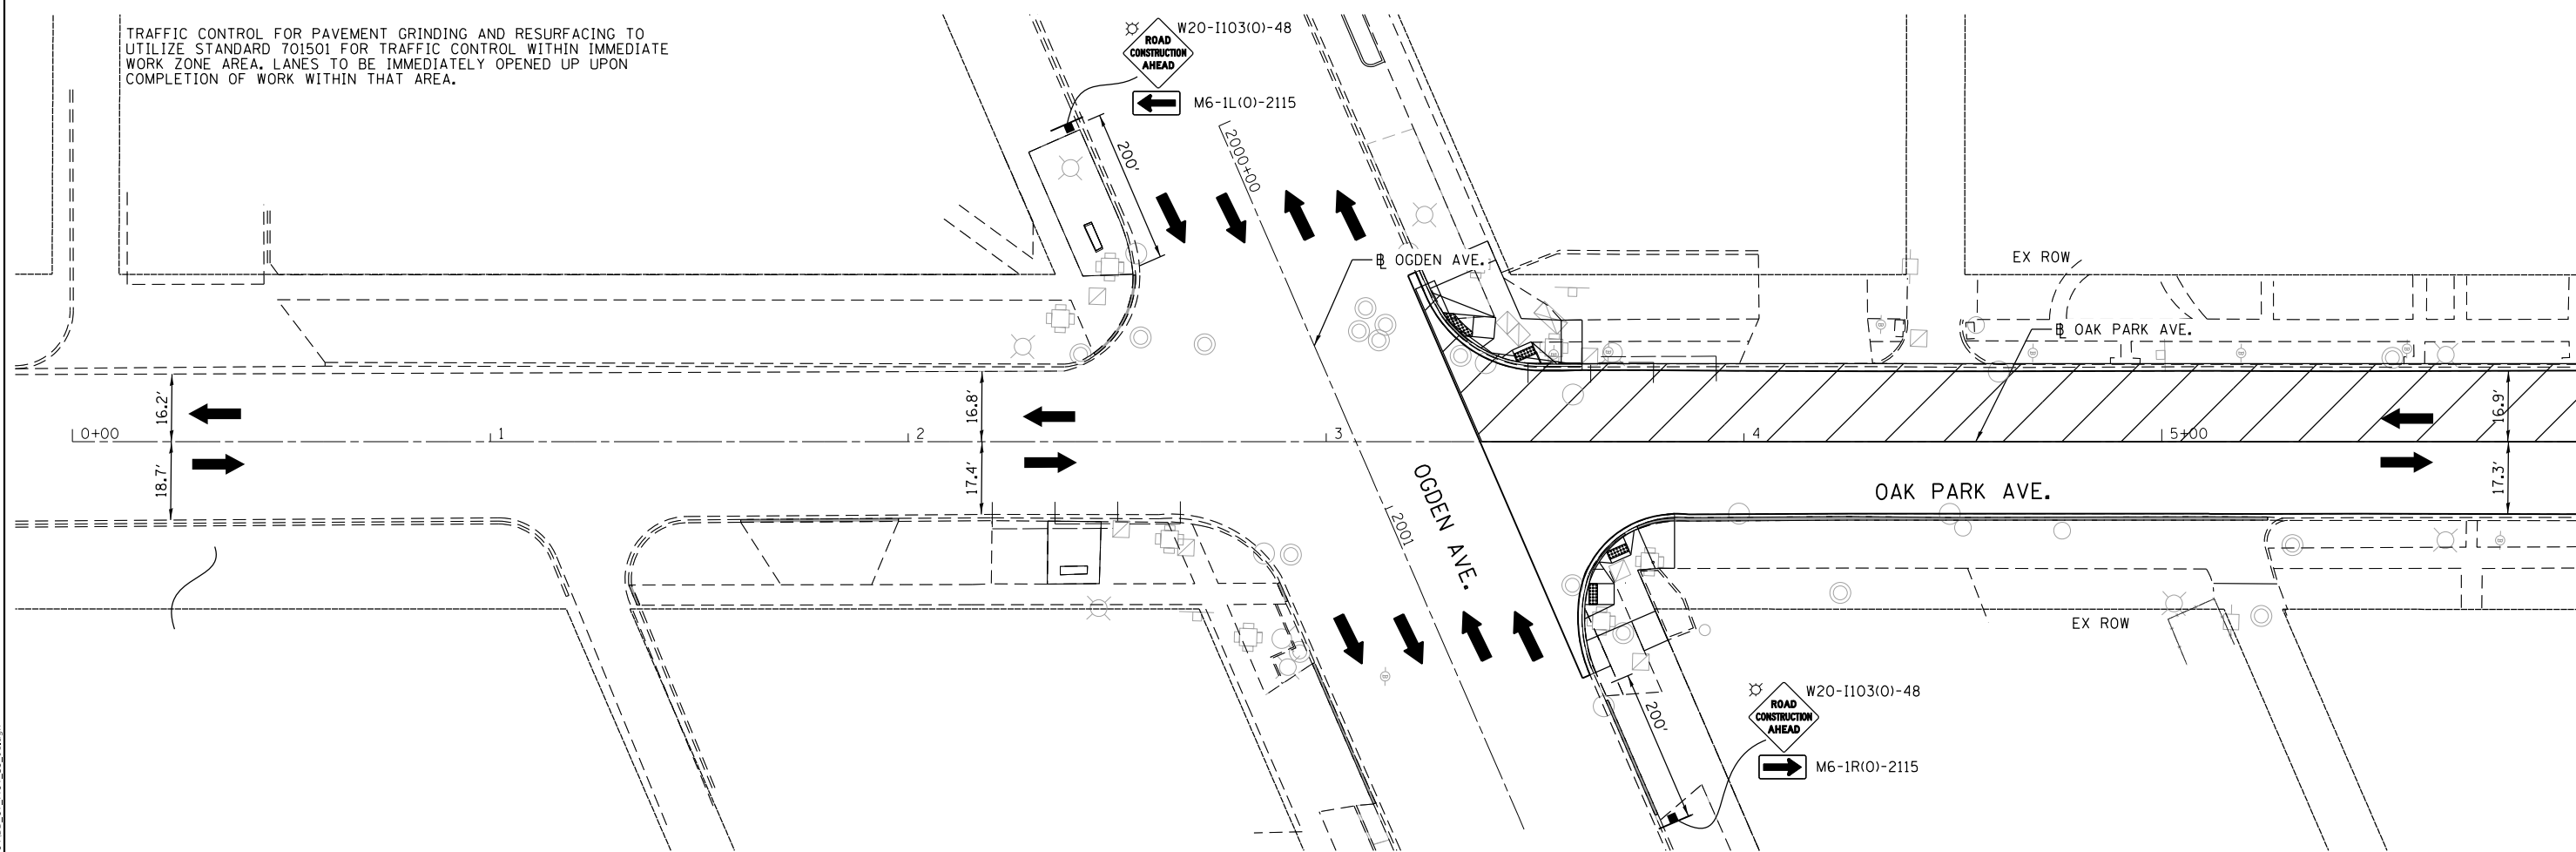 TRAFFIC CONTROL FOR PAVEMENT GRINDING AND RESURFACING TO
UTILIZE STANDARD 701501 FOR TRAFFIC CONTROL WITHIN IMMEDIATE
WORK ZONE AREA. LANES TO BE IMMEDIATELY OPENED UP UPON
COMPLETION OF WORK WITHIN THAT AREA.
W20-I103(O)-48
ROAD
CONSTRUCTION
AHEAD
M6-1L(O)-2115
200'
2000+00
℄ OGDEN AVE.
EX ROW
℄ OAK PARK AVE.
16.2'
16.8'
16.9'
0+00
1
2
3
4
5+00
18.7'
17.4'
17.3'
OGDEN AVE.
2001
OAK PARK AVE.
EX ROW
200'
W20-I103(O)-48
ROAD
CONSTRUCTION
AHEAD
M6-1R(O)-2115